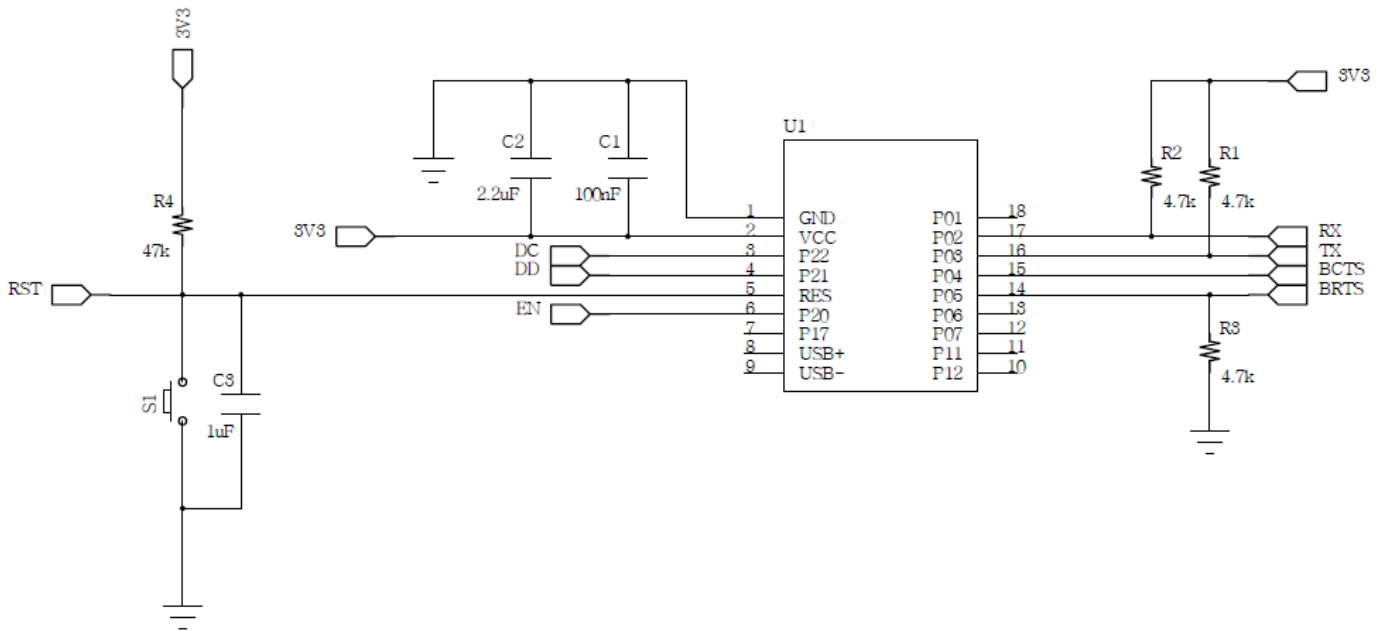 3V3
3V3
U1
C2
C1
R2
R1
2.2uF
100nF
4.7k
4.7k
R4
47k
1
GND
P01
18
3V3
2
VCC
P02
17
RX
DC
3
P22
P03
16
TX
DD
4
P21
P04
15
BCTS
RST
5
RES
P05
14
BRTS
EN
6
P20
P06
13
7
P17
P07
12
8
USB+
P11
11
9
USB-
P12
10
R3
4.7k
S1
C3
1uF